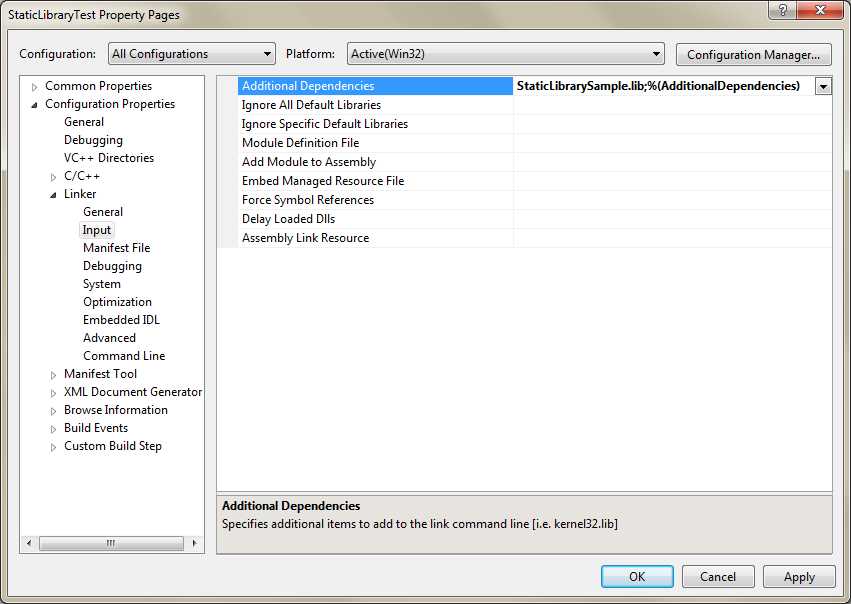 StaticLibraryTest Property Pages
?
Configuration: All Configurations Platform: Active(Win32) Configuration Manager...
Common Properties
Configuration Properties
General
Debugging
VC++ Directories
C/C++
Linker
General
Input
Manifest File
Debugging
System
Optimization
Embedded IDL
Advanced
Command Line
Manifest Tool
XML Document Generator
Browse Information
Build Events
Custom Build Step
Additional Dependencies StaticLibrarySample.lib;%(AdditionalDependencies)
Ignore All Default Libraries
Ignore Specific Default Libraries
Module Definition File
Add Module to Assembly
Embed Managed Resource File
Force Symbol References
Delay Loaded Dlls
Assembly Link Resource
Additional Dependencies
Specifies additional items to add to the link command line [i.e. kernel32.lib]
OK Cancel Apply